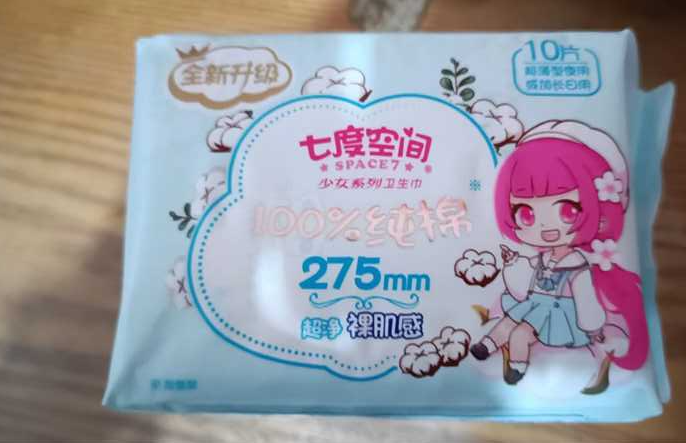 全新升级
10片
超薄型夜用
或加长日用
七度空间
SPACE7
少女系列卫生巾
※
100%纯棉
275mm
超净 裸肌感